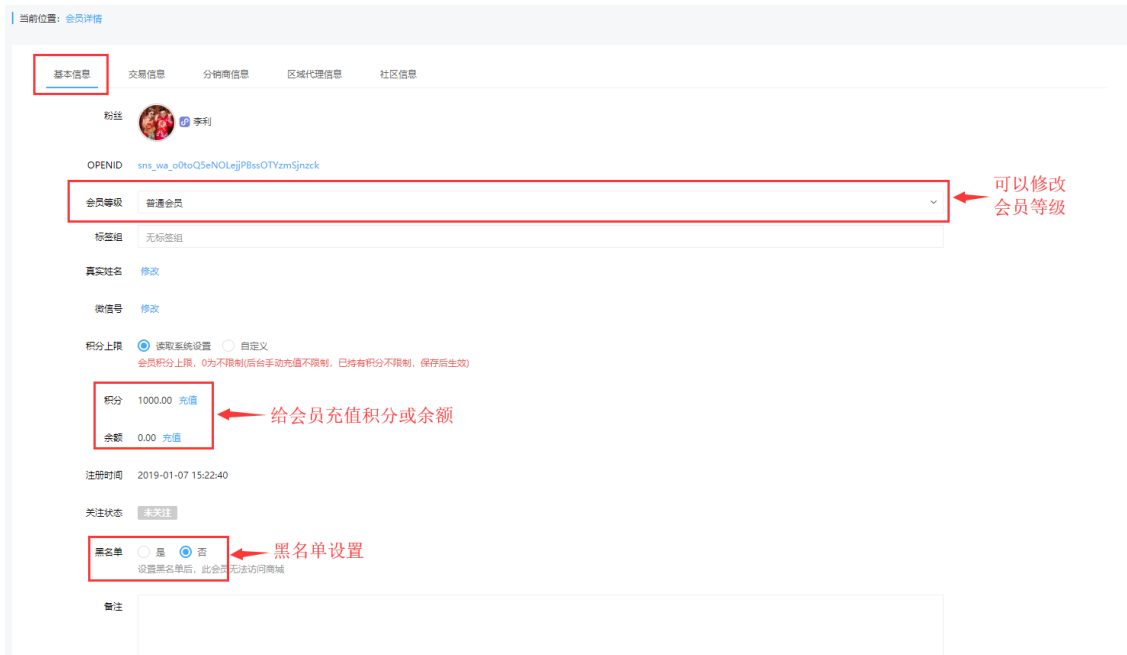 当前位置：会员详情
基本信息 交易信息 分销商信息 区域代理信息 社区信息
粉丝 李利
OPENID sns_wa_o0toQ5eNOLejjPBssOTYzmSjnzck
可以修改
会员等级 普通会员
会员等级
标签组 无标签组
真实姓名 修改
微信号 修改
积分上限 读取系统设置 自定义
会员积分上限，0为不限制(后台手动充值不限制，已持有积分不限制，保存后生效)
积分 1000.00 充值
给会员充值积分或余额
余额 0.00 充值
注册时间 2019-01-07 15:22:40
关注状态 未关注
黑名单 是 否 黑名单设置
设置黑名单后，此会员无法访问商城
备注